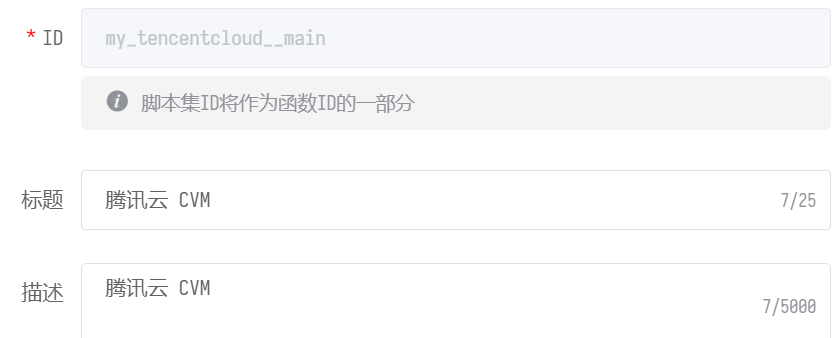 * ID my_tencentcloud__main
脚本集ID将作为函数ID的一部分
标题 腾讯云 CVM 7/25
描述 腾讯云 CVM 7/5000